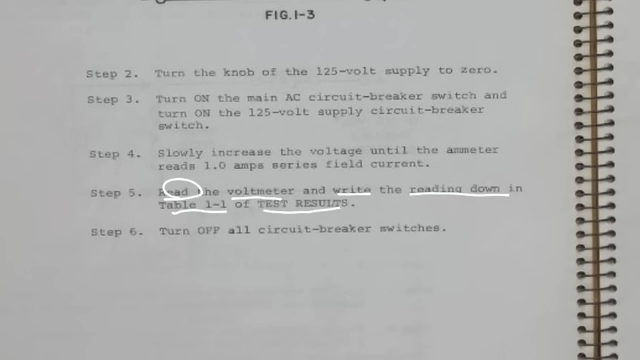 FIG.1-3
Step 2. Turn the knob of the 125-volt supply to zero.
Step 3. Turn ON the main AC circuit-breaker switch and
turn ON the 125-volt supply circuit-breaker
switch.
Step 4. Slowly increase the voltage until the ammeter
reads 1.0 amps series field current.
Step 5. Read the voltmeter and write the reading down in
Table 1-1 of TEST RESULTS.
Step 6. Turn OFF all circuit-breaker switches.